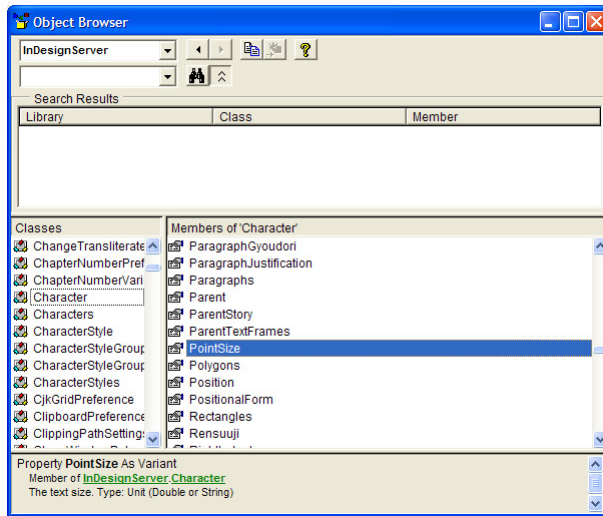 Object Browser
InDesignServer
Search Results
Library Class Member
Classes Members of 'Character'
ChangeTransliterate ParagraphGyoudori
ChapterNumberPref ParagraphJustification
ChapterNumberVari Paragraphs
Character Parent
Characters ParentStory
CharacterStyle ParentTextFrames
CharacterStyleGroup PointSize
CharacterStyleGroup Polygons
CharacterStyles Position
CjkGridPreference PositionalForm
ClipboardPreference Rectangles
ClippingPathSetting Rensuuji
Property PointSize As Variant
Member of InDesignServer.Character
The text size. Type: Unit (Double or String)